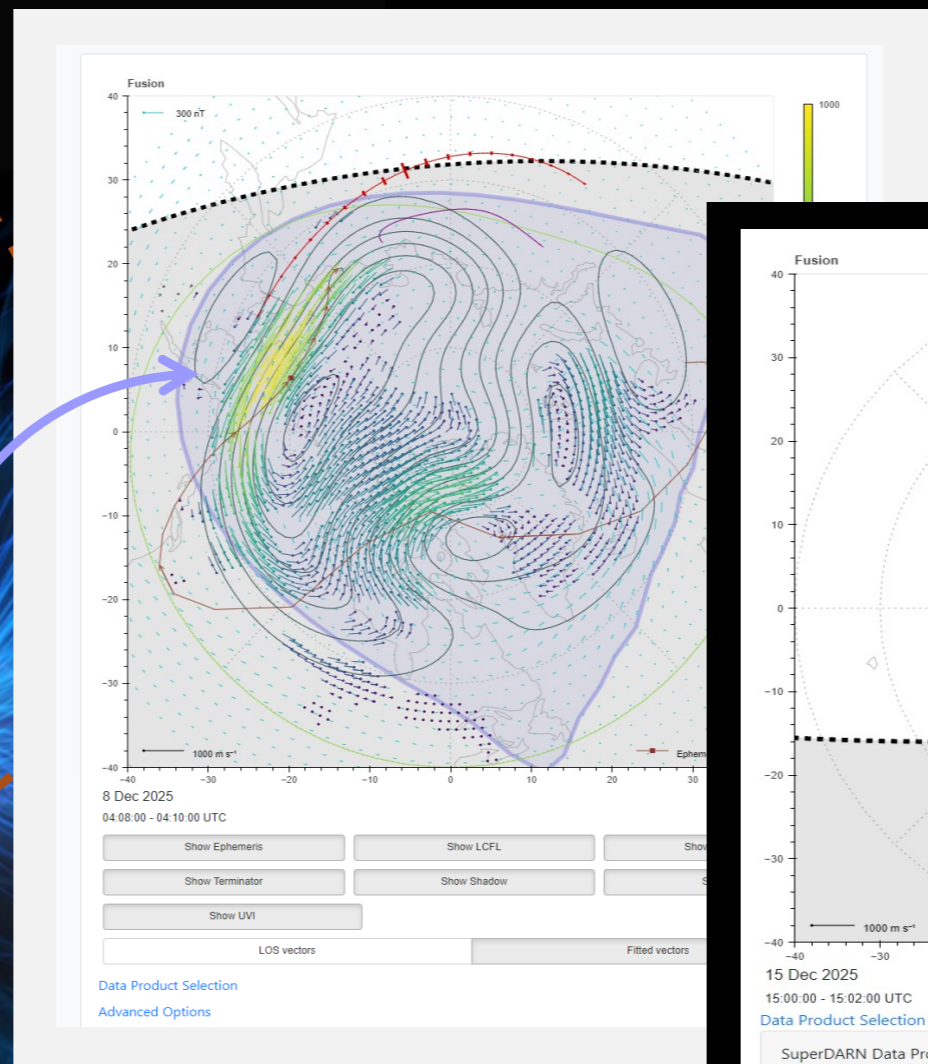 Fusion
40
300 nT
1000
30
20
10
0
−10
−20
−30
−40
1000 m s⁻¹
Ephem
−40
−30
−20
−10
0
10
20
30
8 Dec 2025
04:08:00 - 04:10:00 UTC
Show Ephemeris
Show LCFL
Show
Show Terminator
Show Shadow
S
Show UVI
LOS vectors
Fitted vectors
Data Product Selection
Advanced Options
Fusion
40
30
20
10
0
−10
−20
−30
−40
1000 m s⁻¹
−40
−30
15 Dec 2025
15:00:00 - 15:02:00 UTC
Data Product Selection
SuperDARN Data Pro